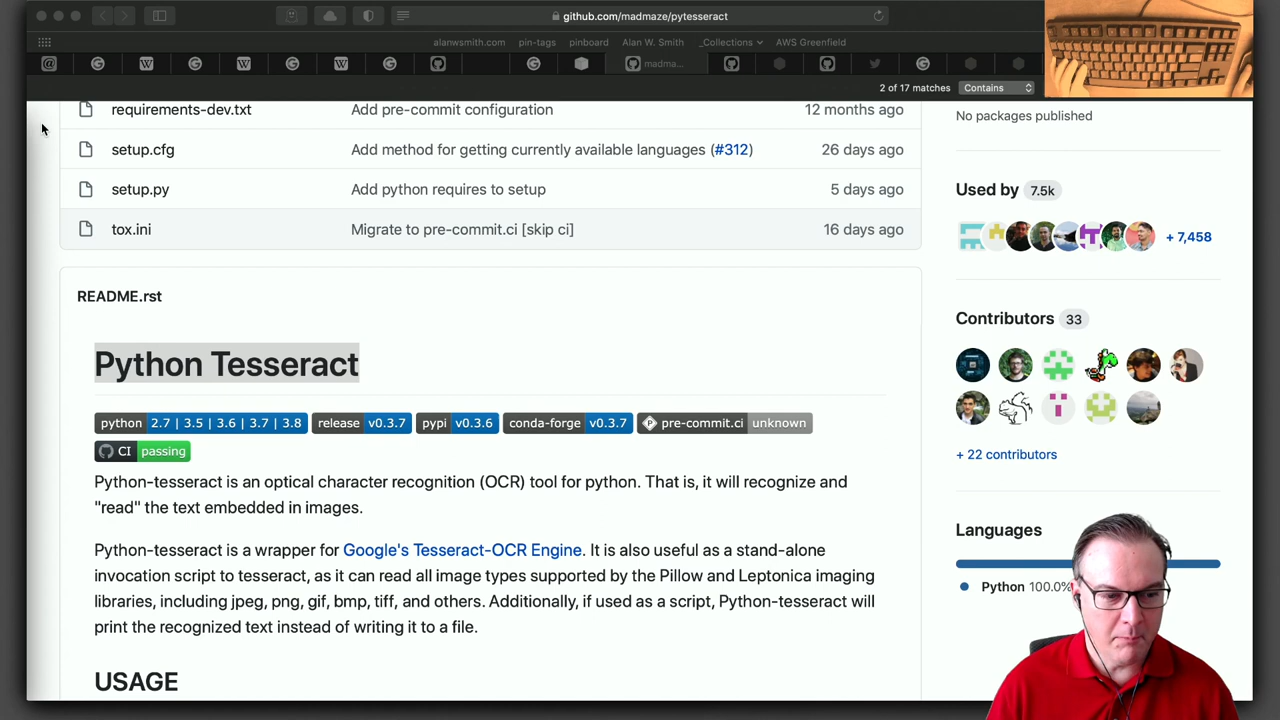 github.com/madmaze/pytesseract
alanwsmith.com pin-tags pinboard Alan W. Smith _Collections AWS Greenfield
madma...
2 of 17 matches Contains
requirements-dev.txt Add pre-commit configuration 12 months ago
setup.cfg Add method for getting currently available languages (#312) 26 days ago
setup.py Add python requires to setup 5 days ago
tox.ini Migrate to pre-commit.ci [skip ci] 16 days ago
README.rst
Python Tesseract
python 2.7 | 3.5 | 3.6 | 3.7 | 3.8 release v0.3.7 pypi v0.3.6 conda-forge v0.3.7 pre-commit.ci unknown
CI passing
Python-tesseract is an optical character recognition (OCR) tool for python. That is, it will recognize and
"read" the text embedded in images.
Python-tesseract is a wrapper for Google's Tesseract-OCR Engine. It is also useful as a stand-alone
invocation script to tesseract, as it can read all image types supported by the Pillow and Leptonica imaging
libraries, including jpeg, png, gif, bmp, tiff, and others. Additionally, if used as a script, Python-tesseract will
print the recognized text instead of writing it to a file.
USAGE
No packages published
Used by 7.5k
+ 7,458
Contributors 33
+ 22 contributors
Languages
Python 100.0%